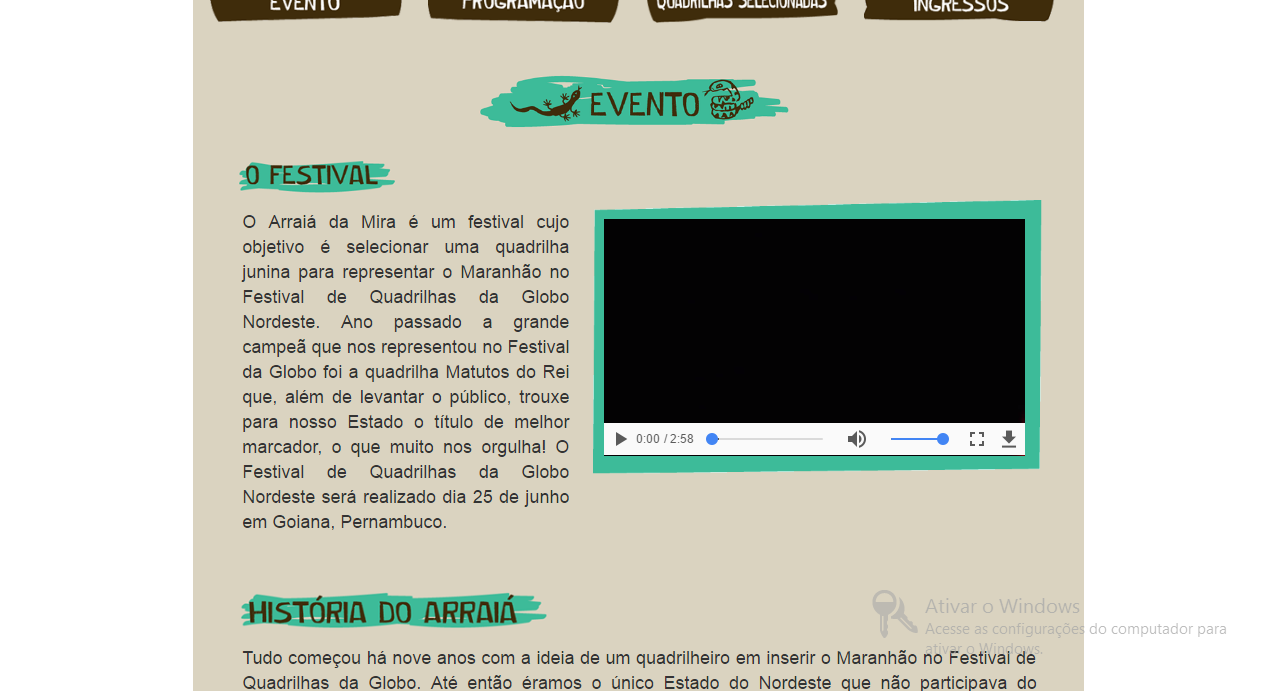 EVENTO PROGRAMAÇÃO QUADRILHAS SELECIONADAS INGRESSOS
EVENTO
O FESTIVAL
O Arraiá da Mira é um festival cujo
objetivo é selecionar uma quadrilha
junina para representar o Maranhão no
Festival de Quadrilhas da Globo
Nordeste. Ano passado a grande
campeã que nos representou no Festival
da Globo foi a quadrilha Matutos do Rei
que, além de levantar o público, trouxe
para nosso Estado o título de melhor
marcador, o que muito nos orgulha! O
Festival de Quadrilhas da Globo
Nordeste será realizado dia 25 de junho
em Goiana, Pernambuco.
0:00 / 2:58
HISTÓRIA DO ARRAIÁ
Tudo começou há nove anos com a ideia de um quadrilheiro em inserir o Maranhão no Festival de
Quadrilhas da Globo. Até então éramos o único Estado do Nordeste que não participava do
Ativar o Windows
Acesse as configurações do computador para
ativar o Windows.